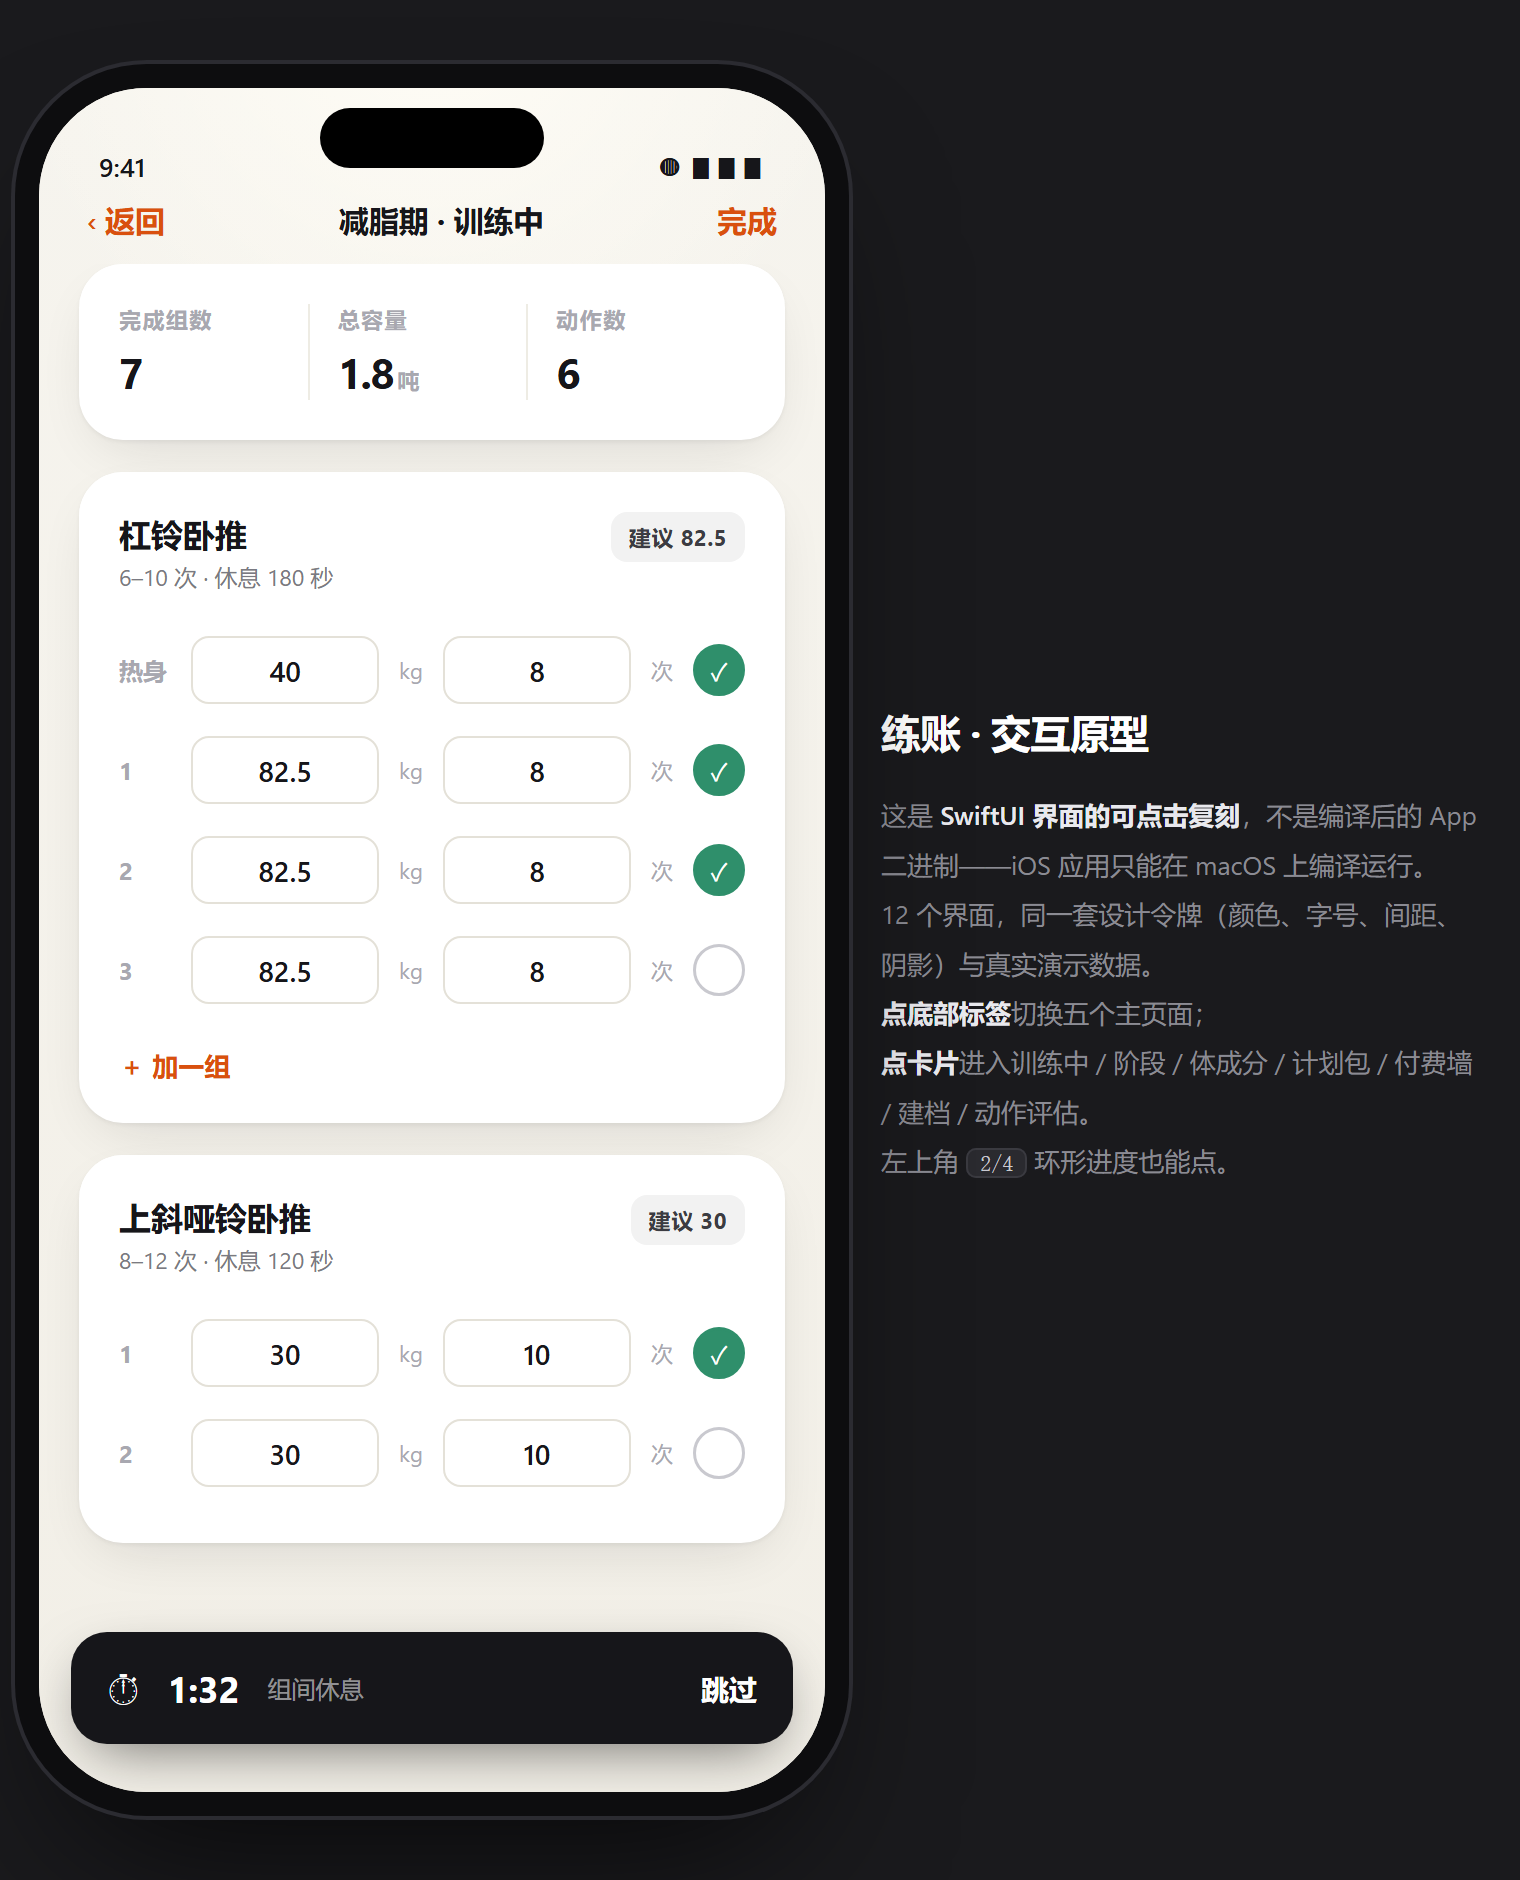 9:41
‹ 返回
减脂期 · 训练中
完成
完成组数
总容量
动作数
7
1.8吨
6
杠铃卧推
建议 82.5
6–10 次 · 休息 180 秒
热身 40 kg 8 次 ✓
1 82.5 kg 8 次 ✓
2 82.5 kg 8 次 ✓
3 82.5 kg 8 次
+ 加一组
上斜哑铃卧推
建议 30
8–12 次 · 休息 120 秒
1 30 kg 10 次 ✓
2 30 kg 10 次
1:32 组间休息 跳过
练账 · 交互原型
这是 SwiftUI 界面的可点击复刻，不是编译后的 App
二进制——iOS 应用只能在 macOS 上编译运行。
12 个界面，同一套设计令牌（颜色、字号、间距、
阴影）与真实演示数据。
点底部标签切换五个主页面；
点卡片进入训练中 / 阶段 / 体成分 / 计划包 / 付费墙
/ 建档 / 动作评估。
左上角 2/4 环形进度也能点。